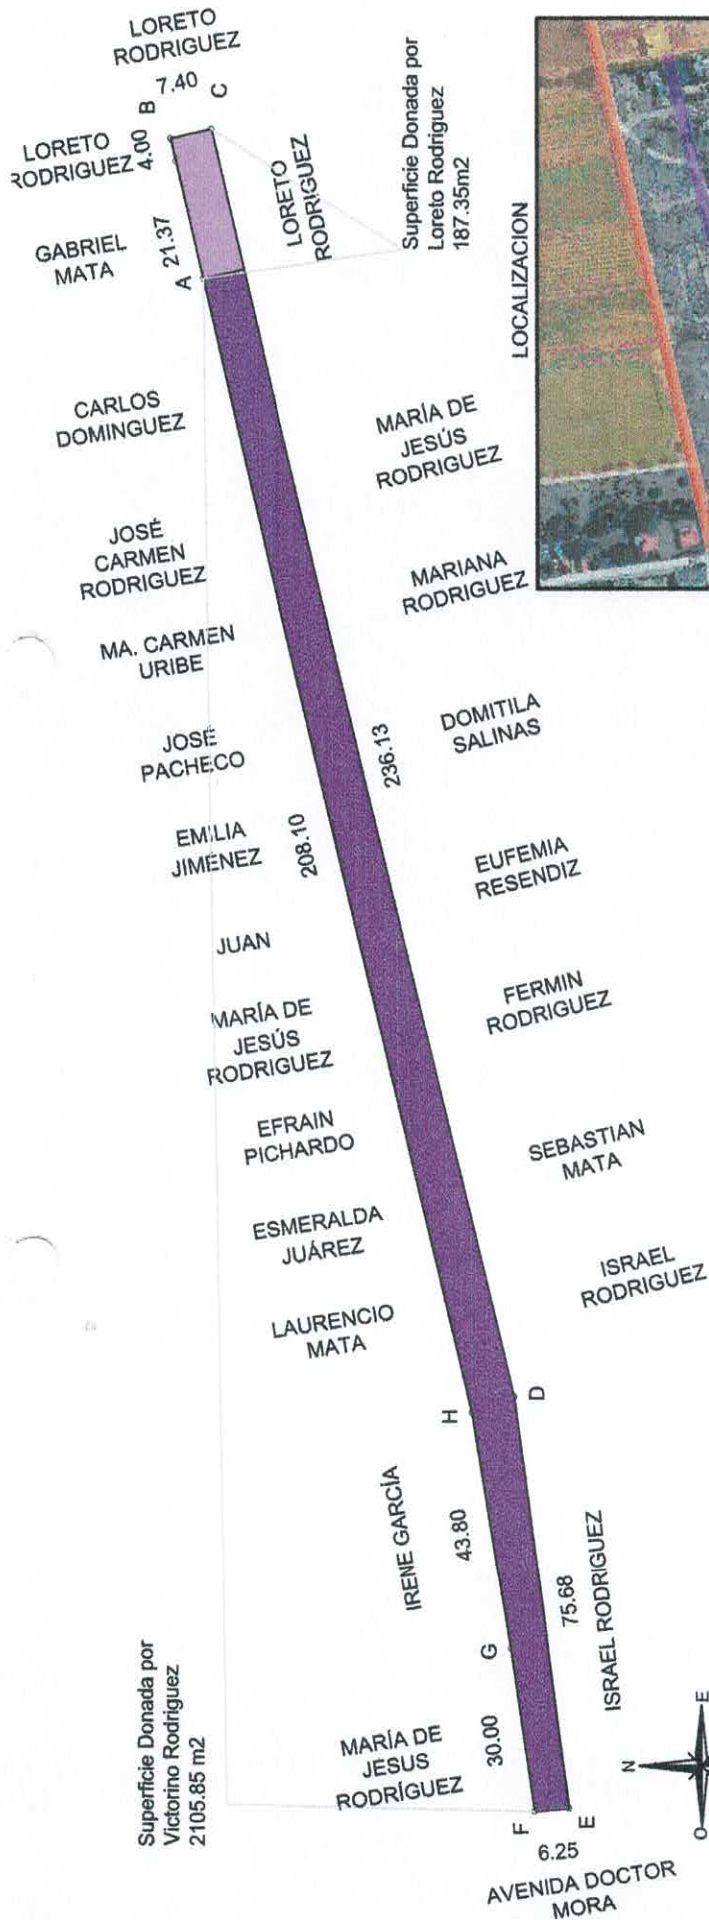 LORETO
RODRIGUEZ
7.40
B
C
LORETO
RODRIGUEZ
4.00
LORETO
RODRIGUEZ
GABRIEL
MATA
21.37
A
Superficie Donada por
Loreto Rodriguez
187.35m2
LOCALIZACION
CARLOS
DOMINGUEZ
MARÍA DE
JESÚS
RODRIGUEZ
JOSÉ
CARMEN
RODRIGUEZ
MARIANA
RODRIGUEZ
MA. CARMEN
URIBE
DOMITILA
SALINAS
JOSÉ
PACHECO
236.13
EMILIA
JIMÉNEZ
208.10
EUFEMIA
RESENDIZ
JUAN
FERMIN
RODRIGUEZ
MARÍA DE
JESÚS
RODRIGUEZ
EFRAIN
PICHARDO
SEBASTIAN
MATA
ESMERALDA
JUÁREZ
ISRAEL
RODRIGUEZ
LAURENCIO
MATA
H
D
IRENE GARCÍA
43.80
75.68
ISRAEL RODRIGUEZ
G
Superficie Donada por
Victorino Rodriguez
2105.85 m2
MARÍA DE
JESUS
RODRÍGUEZ
30.00
F
E
6.25
AVENIDA DOCTOR
MORA
N
E
O